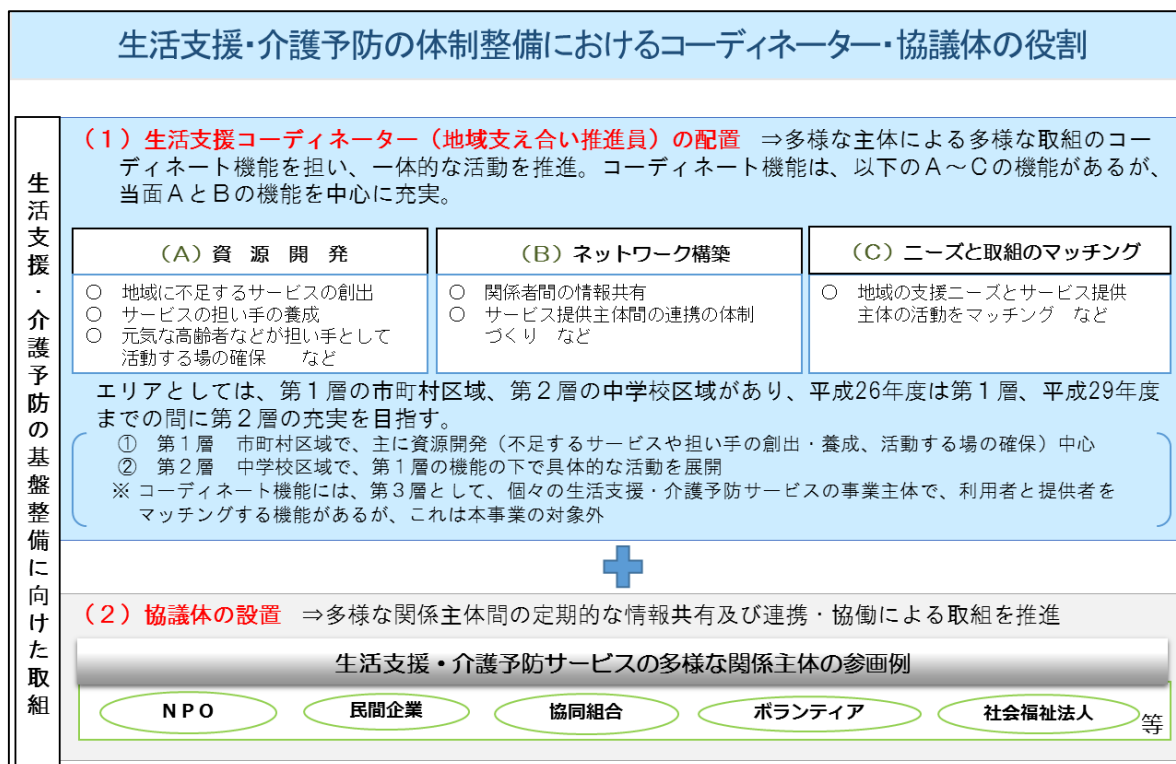 生活支援・介護予防の体制整備におけるコーディネーター・協議体の役割
生活支援・介護予防の基盤整備に向けた取組
（１）生活支援コーディネーター（地域支え合い推進員）の配置　⇒多様な主体による多様な取組のコー
ディネート機能を担い、一体的な活動を推進。コーディネート機能は、以下のＡ～Ｃの機能があるが、
当面ＡとＢの機能を中心に充実。
（A）資　源　開　発
○　地域に不足するサービスの創出
○　サービスの担い手の養成
○　元気な高齢者などが担い手として
活動する場の確保　　など
（B）ネットワーク構築
○　関係者間の情報共有
○　サービス提供主体間の連携の体制
づくり　など
（C）ニーズと取組のマッチング
○　地域の支援ニーズとサービス提供
主体の活動をマッチング　など
エリアとしては、第１層の市町村区域、第２層の中学校区域があり、平成26年度は第１層、平成29年度
までの間に第２層の充実を目指す。
①　第１層　市町村区域で、主に資源開発（不足するサービスや担い手の創出・養成、活動する場の確保）中心
②　第２層　中学校区域で、第１層の機能の下で具体的な活動を展開
※ コーディネート機能には、第３層として、個々の生活支援・介護予防サービスの事業主体で、利用者と提供者を
マッチングする機能があるが、これは本事業の対象外
（２）協議体の設置　⇒多様な関係主体間の定期的な情報共有及び連携・協働による取組を推進
生活支援・介護予防サービスの多様な関係主体の参画例
ＮＰＯ　民間企業　協同組合　ボランティア　社会福祉法人　等